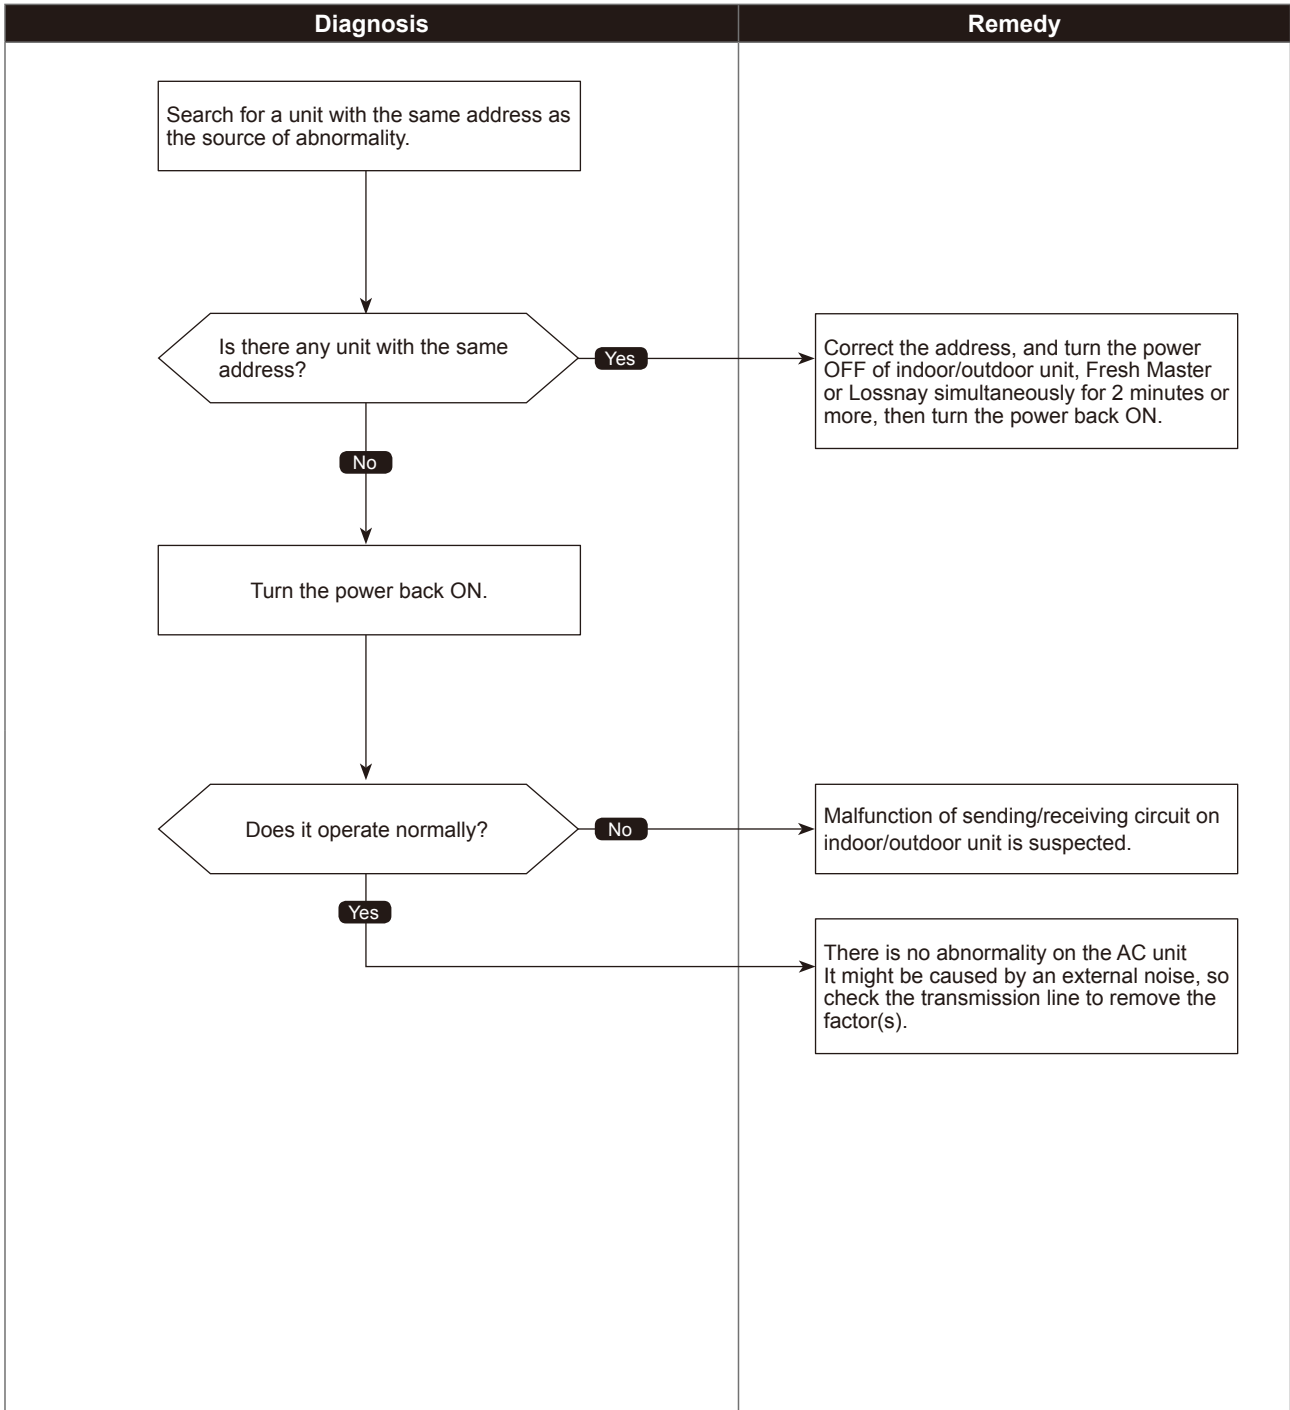 Diagnosis
Remedy
Search for a unit with the same address as
the source of abnormality.
Is there any unit with the same
address?
Yes
Correct the address, and turn the power
OFF of indoor/outdoor unit, Fresh Master
or Lossnay simultaneously for 2 minutes or
more, then turn the power back ON.
No
Turn the power back ON.
Does it operate normally?
No
Malfunction of sending/receiving circuit on
indoor/outdoor unit is suspected.
Yes
There is no abnormality on the AC unit
It might be caused by an external noise, so
check the transmission line to remove the
factor(s).